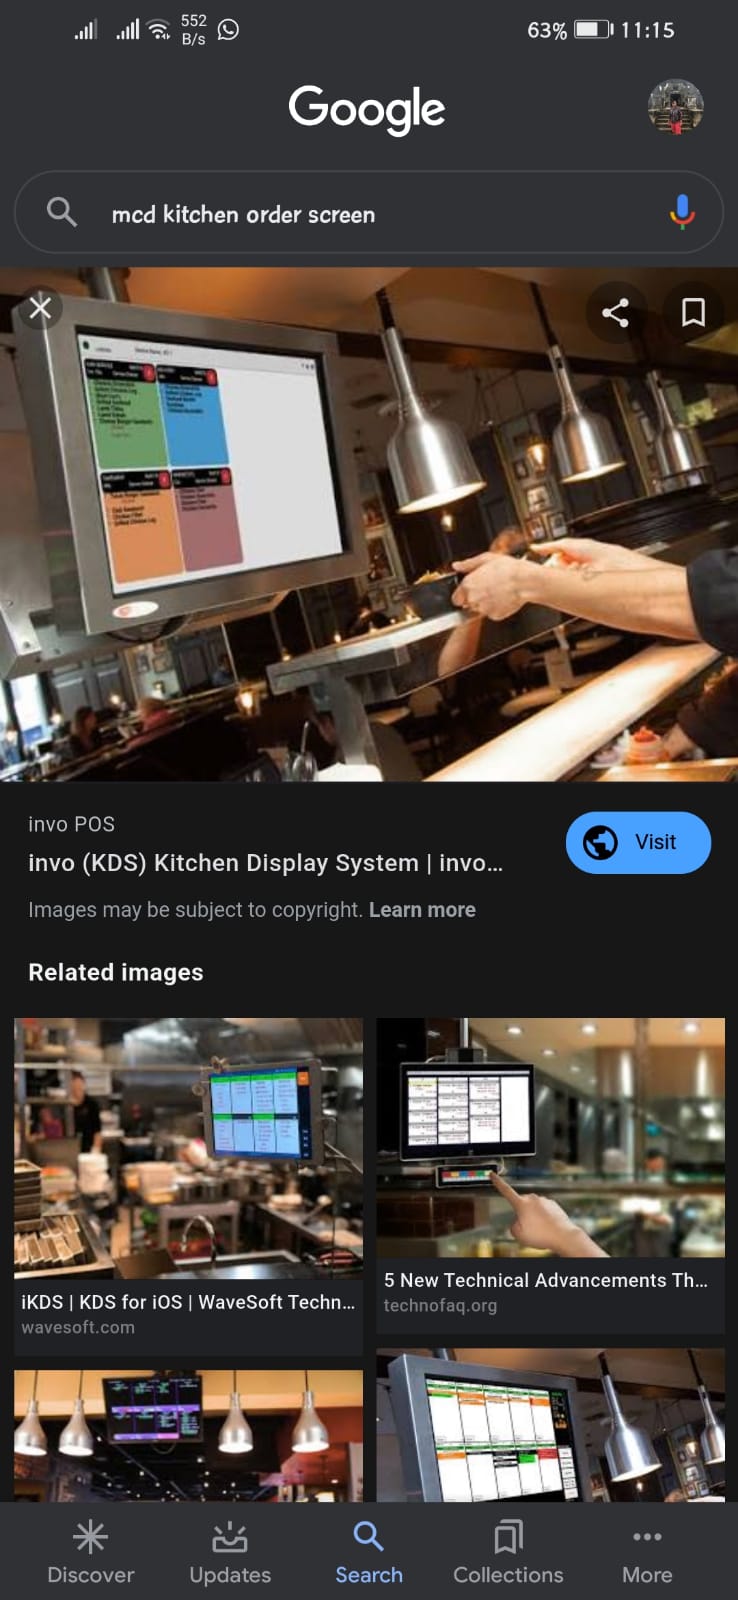 552
B/s
63%
11:15
Google
mcd kitchen order screen
invo POS
invo (KDS) Kitchen Display System | invo...
Visit
Images may be subject to copyright. Learn more
Related images
iKDS | KDS for iOS | WaveSoft Techn...
wavesoft.com
5 New Technical Advancements Th...
technofaq.org
Discover
Updates
Search
Collections
More